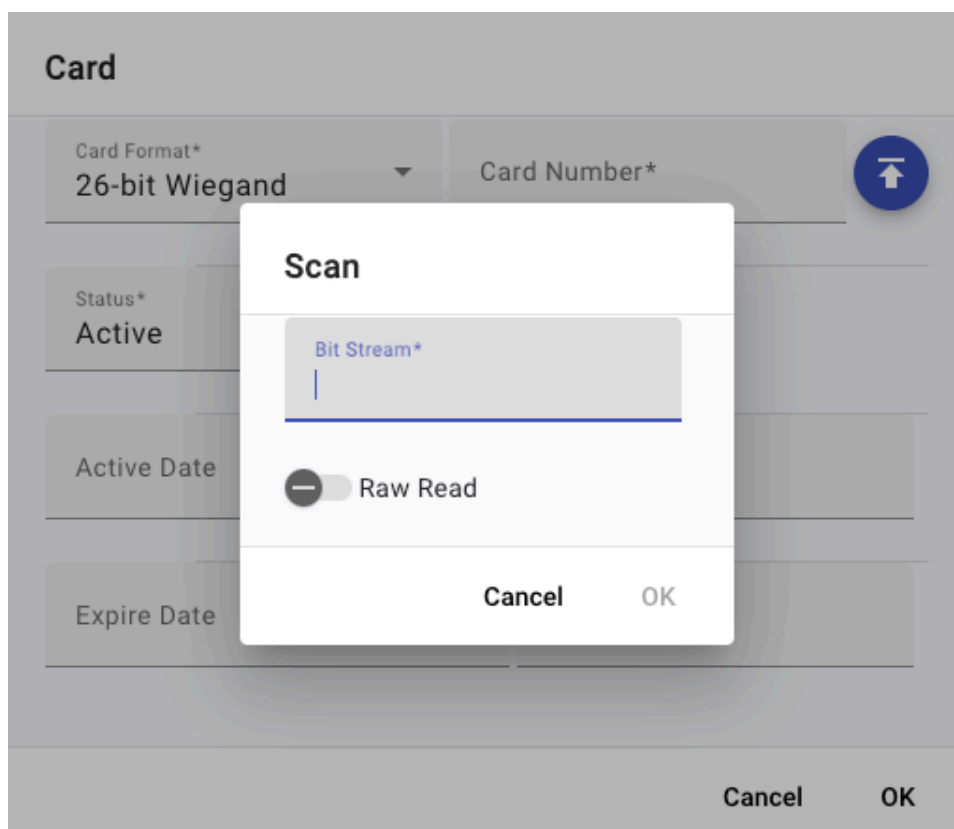 Card
Card Format*
26-bit Wiegand
Card Number*
Scan
Status*
Active
Bit Stream*
Active Date
Raw Read
Cancel OK
Expire Date
Cancel OK